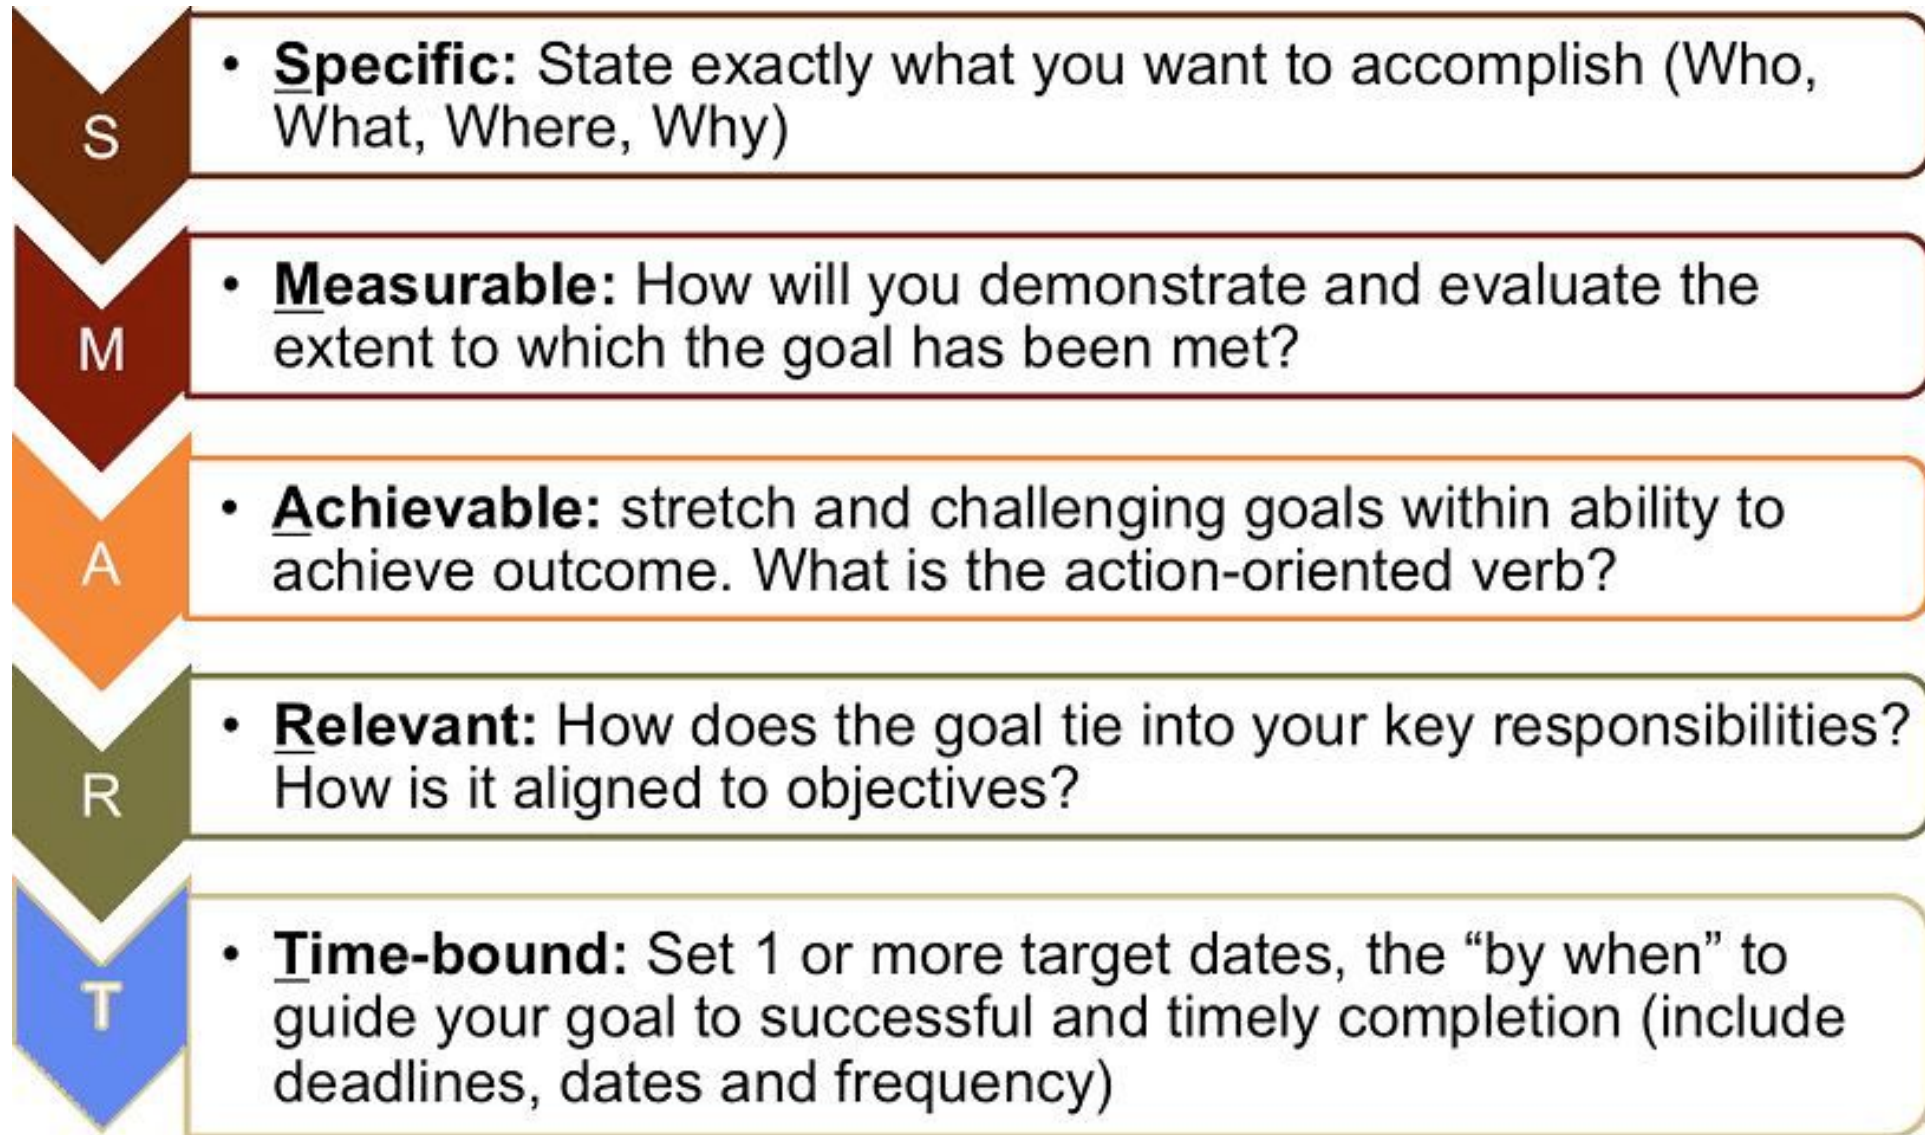 S
• Specific: State exactly what you want to accomplish (Who,
What, Where, Why)
M
• Measurable: How will you demonstrate and evaluate the
extent to which the goal has been met?
A
• Achievable: stretch and challenging goals within ability to
achieve outcome. What is the action-oriented verb?
R
• Relevant: How does the goal tie into your key responsibilities?
How is it aligned to objectives?
T
• Time-bound: Set 1 or more target dates, the “by when” to
guide your goal to successful and timely completion (include
deadlines, dates and frequency)